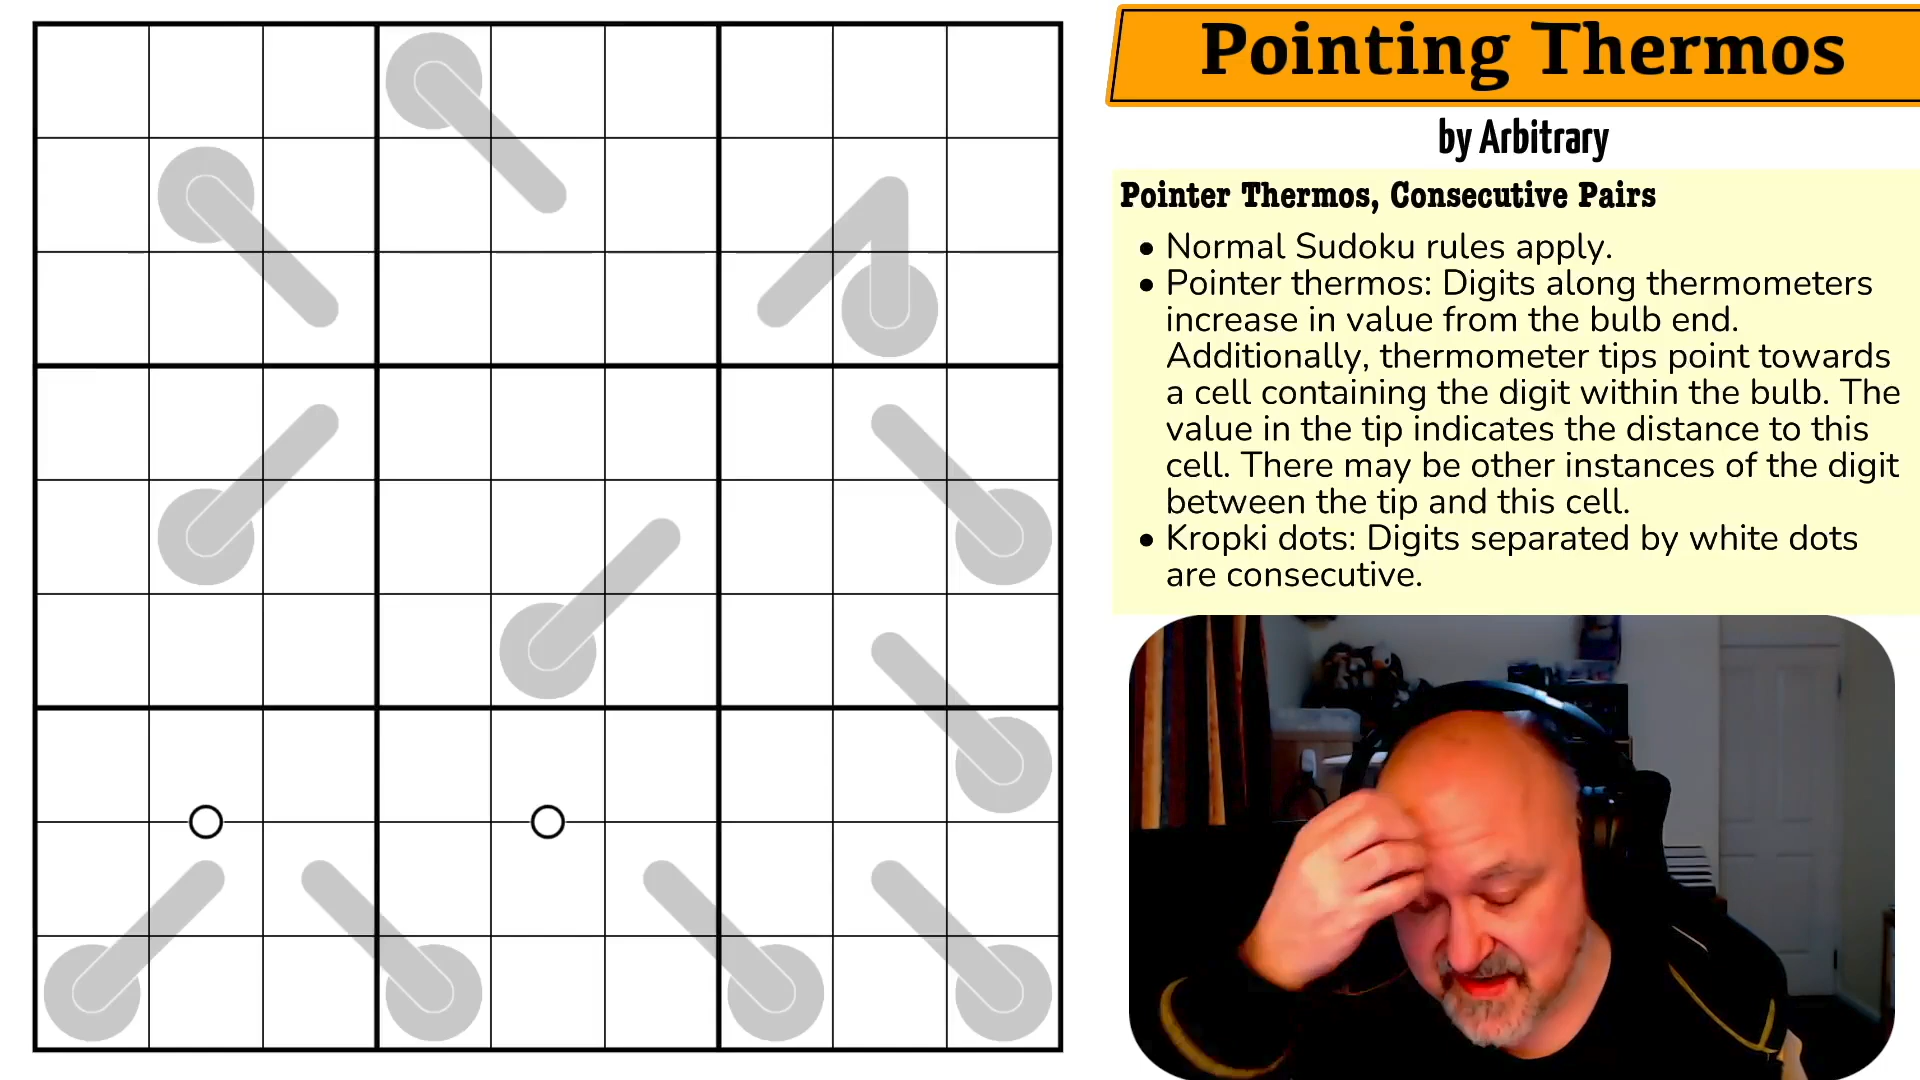 Pointing Thermos
by Arbitrary
Pointer Thermos, Consecutive Pairs
• Normal Sudoku rules apply.
• Pointer thermos: Digits along thermometers
increase in value from the bulb end.
Additionally, thermometer tips point towards
a cell containing the digit within the bulb. The
value in the tip indicates the distance to this
cell. There may be other instances of the digit
between the tip and this cell.
• Kropki dots: Digits separated by white dots
are consecutive.